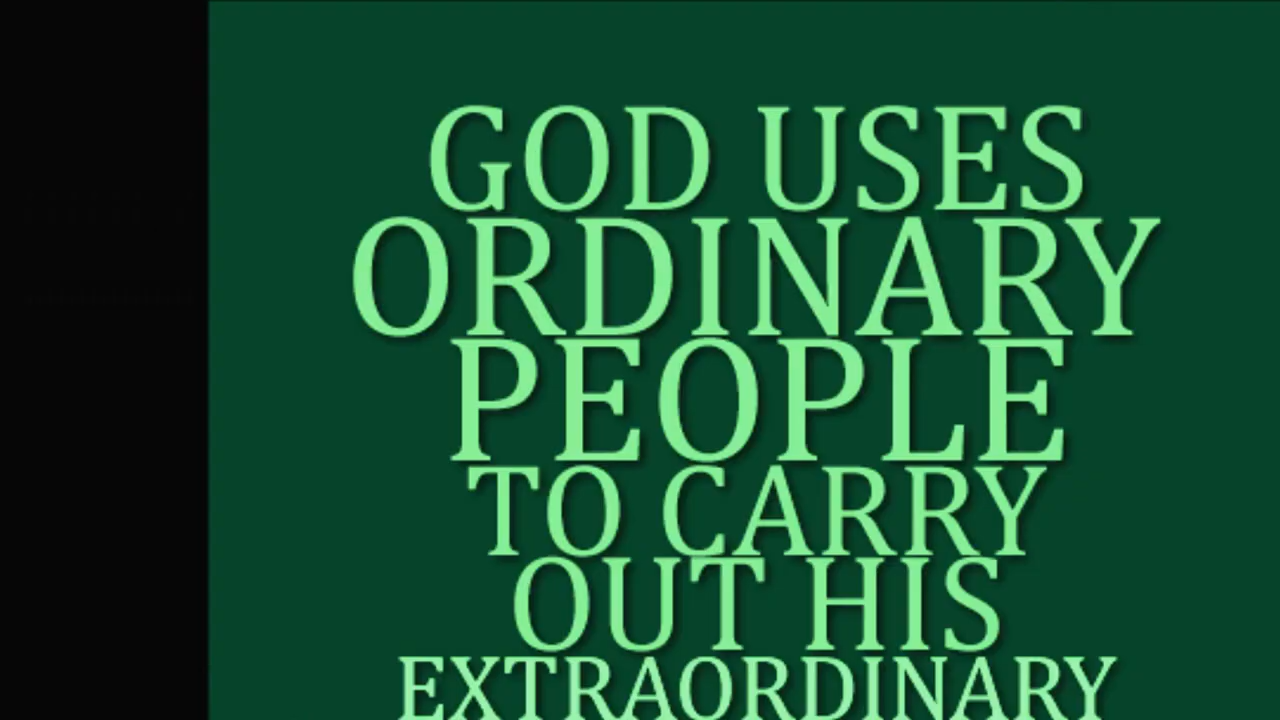 GOD USES
ORDINARY
PEOPLE
TO CARRY
OUT HIS
EXTRAORDINARY